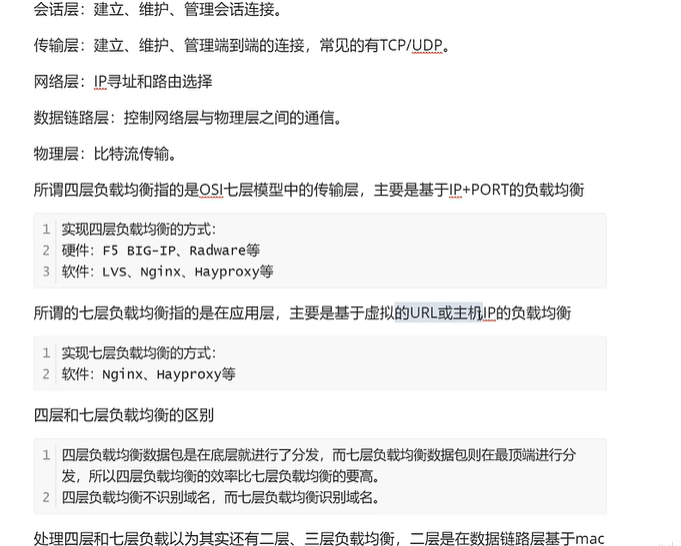 会话层：建立、维护、管理会话连接。
传输层：建立、维护、管理端到端的连接，常见的有TCP/UDP。
网络层：IP寻址和路由选择
数据链路层：控制网络层与物理层之间的通信。
物理层：比特流传输。
所谓四层负载均衡指的是OSI七层模型中的传输层，主要是基于IP+PORT的负载均衡
1 实现四层负载均衡的方式：
2 硬件：F5 BIG-IP、Radware等
3 软件：LVS、Nginx、Hayproxy等
所谓的七层负载均衡指的是在应用层，主要是基于虚拟的URL或主机IP的负载均衡
1 实现七层负载均衡的方式：
2 软件：Nginx、Hayproxy等
四层和七层负载均衡的区别
1 四层负载均衡数据包是在底层就进行了分发，而七层负载均衡数据包则在最顶端进行分
发，所以四层负载均衡的效率比七层负载均衡的要高。
2 四层负载均衡不识别域名，而七层负载均衡识别域名。
处理四层和七层负载以为其实还有二层、三层负载均衡，二层是在数据链路层基于mac